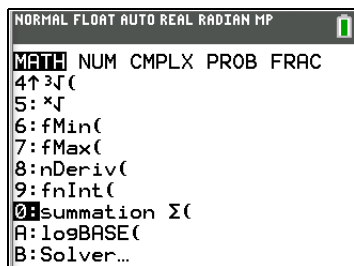 NORMAL FLOAT AUTO REAL RADIAN MP
MATH NUM CMPLX PROB FRAC
4↑³√(
5:ˣ√
6:fMin(
7:fMax(
8:nDeriv(
9:fnInt(
0:summation Σ(
A:logBASE(
B:Solver…